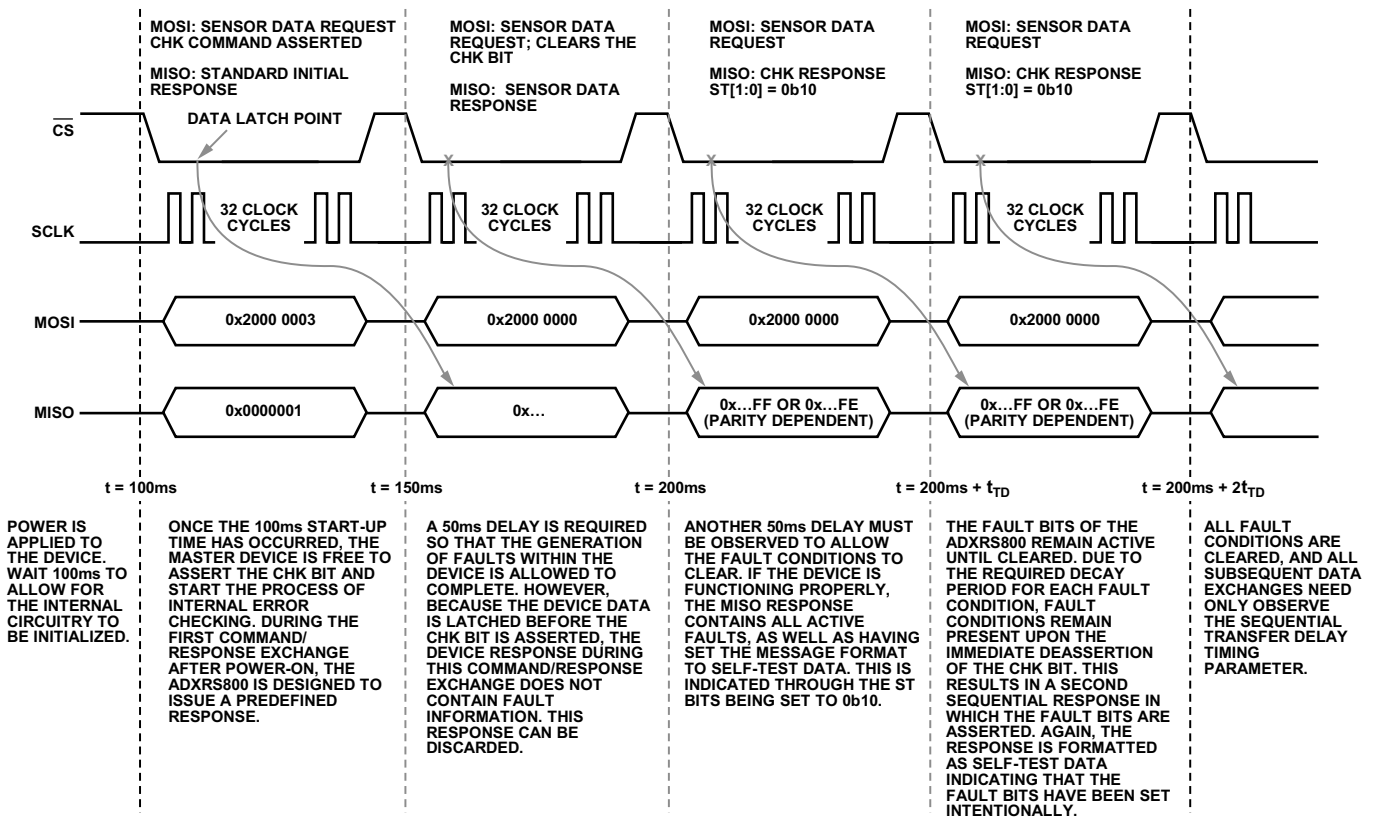 MOSI: SENSOR DATA REQUEST
CHK COMMAND ASSERTED
MISO: STANDARD INITIAL
RESPONSE
MOSI: SENSOR DATA
REQUEST; CLEARS THE
CHK BIT
MISO: SENSOR DATA
RESPONSE
MOSI: SENSOR DATA
REQUEST
MISO: CHK RESPONSE
ST[1:0] = 0b10
MOSI: SENSOR DATA
REQUEST
MISO: CHK RESPONSE
ST[1:0] = 0b10
CS
DATA LATCH POINT
X
X
X
SCLK
32 CLOCK
CYCLES
32 CLOCK
CYCLES
32 CLOCK
CYCLES
32 CLOCK
CYCLES
MOSI
0x2000 0003
0x2000 0000
0x2000 0000
0x2000 0000
MISO
0x0000001
0x...
0x...FF OR 0x...FE
(PARITY DEPENDENT)
0x...FF OR 0x...FE
(PARITY DEPENDENT)
t = 100ms
t = 150ms
t = 200ms
t = 200ms + tTD
t = 200ms + 2tTD
POWER IS
APPLIED TO
THE DEVICE.
WAIT 100ms TO
ALLOW FOR
THE INTERNAL
CIRCUITRY TO
BE INITIALIZED.
ONCE THE 100ms START-UP
TIME HAS OCCURRED, THE
MASTER DEVICE IS FREE TO
ASSERT THE CHK BIT AND
START THE PROCESS OF
INTERNAL ERROR
CHECKING. DURING THE
FIRST COMMAND/
RESPONSE EXCHANGE
AFTER POWER-ON, THE
ADXRS800 IS DESIGNED TO
ISSUE A PREDEFINED
RESPONSE.
A 50ms DELAY IS REQUIRED
SO THAT THE GENERATION
OF FAULTS WITHIN THE
DEVICE IS ALLOWED TO
COMPLETE. HOWEVER,
BECAUSE THE DEVICE DATA
IS LATCHED BEFORE THE
CHK BIT IS ASSERTED, THE
DEVICE RESPONSE DURING
THIS COMMAND/RESPONSE
EXCHANGE DOES NOT
CONTAIN FAULT
INFORMATION. THIS
RESPONSE CAN BE
DISCARDED.
ANOTHER 50ms DELAY MUST
BE OBSERVED TO ALLOW
THE FAULT CONDITIONS TO
CLEAR. IF THE DEVICE IS
FUNCTIONING PROPERLY,
THE MISO RESPONSE
CONTAINS ALL ACTIVE
FAULTS, AS WELL AS HAVING
SET THE MESSAGE FORMAT
TO SELF-TEST DATA. THIS IS
INDICATED THROUGH THE ST
BITS BEING SET TO 0b10.
THE FAULT BITS OF THE
ADXRS800 REMAIN ACTIVE
UNTIL CLEARED. DUE TO
THE REQUIRED DECAY
PERIOD FOR EACH FAULT
CONDITION, FAULT
CONDITIONS REMAIN
PRESENT UPON THE
IMMEDIATE DEASSERTION
OF THE CHK BIT. THIS
RESULTS IN A SECOND
SEQUENTIAL RESPONSE IN
WHICH THE FAULT BITS ARE
ASSERTED. AGAIN, THE
RESPONSE IS FORMATTED
AS SELF-TEST DATA
INDICATING THAT THE
FAULT BITS HAVE BEEN SET
INTENTIONALLY.
ALL FAULT
CONDITIONS ARE
CLEARED, AND ALL
SUBSEQUENT DATA
EXCHANGES NEED
ONLY OBSERVE
THE SEQUENTIAL
TRANSFER DELAY
TIMING
PARAMETER.